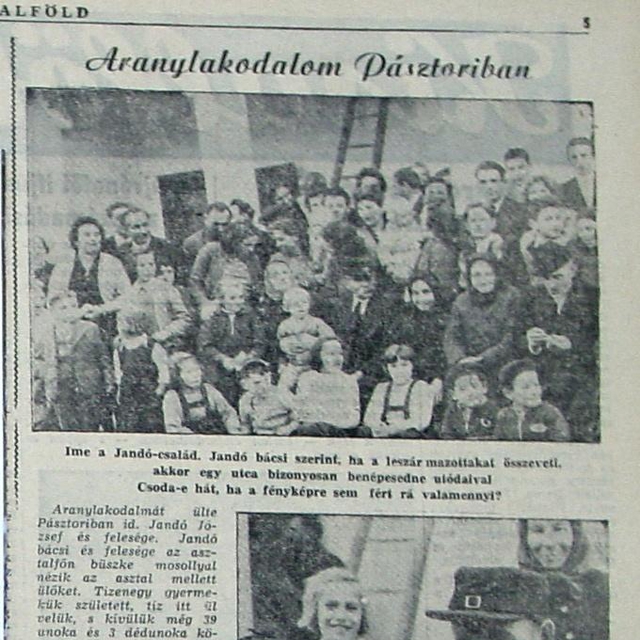 ALFÖLD
5
Aranylakodalom Pásztoriban
Ime a Jandó-család. Jandó bácsi szerint, ha a leszármazottakat összeveti,
akkor egy utca bizonyosan benépesedne utódaival
Csoda-e hát, ha a fényképre sem fért rá valamennyi?
Aranylakodalmát ülte
Pásztoriban id. Jandó Jó-
zsef és felesége. Jandó
bácsi és felesége az asz-
talfőn büszke mosollyal
nézik az asztal mellett
ülőket. Tizenegy gyerme-
kük született, tíz itt ül
velük, s kívülük még 39
unoka és 3 dédunoka kö-